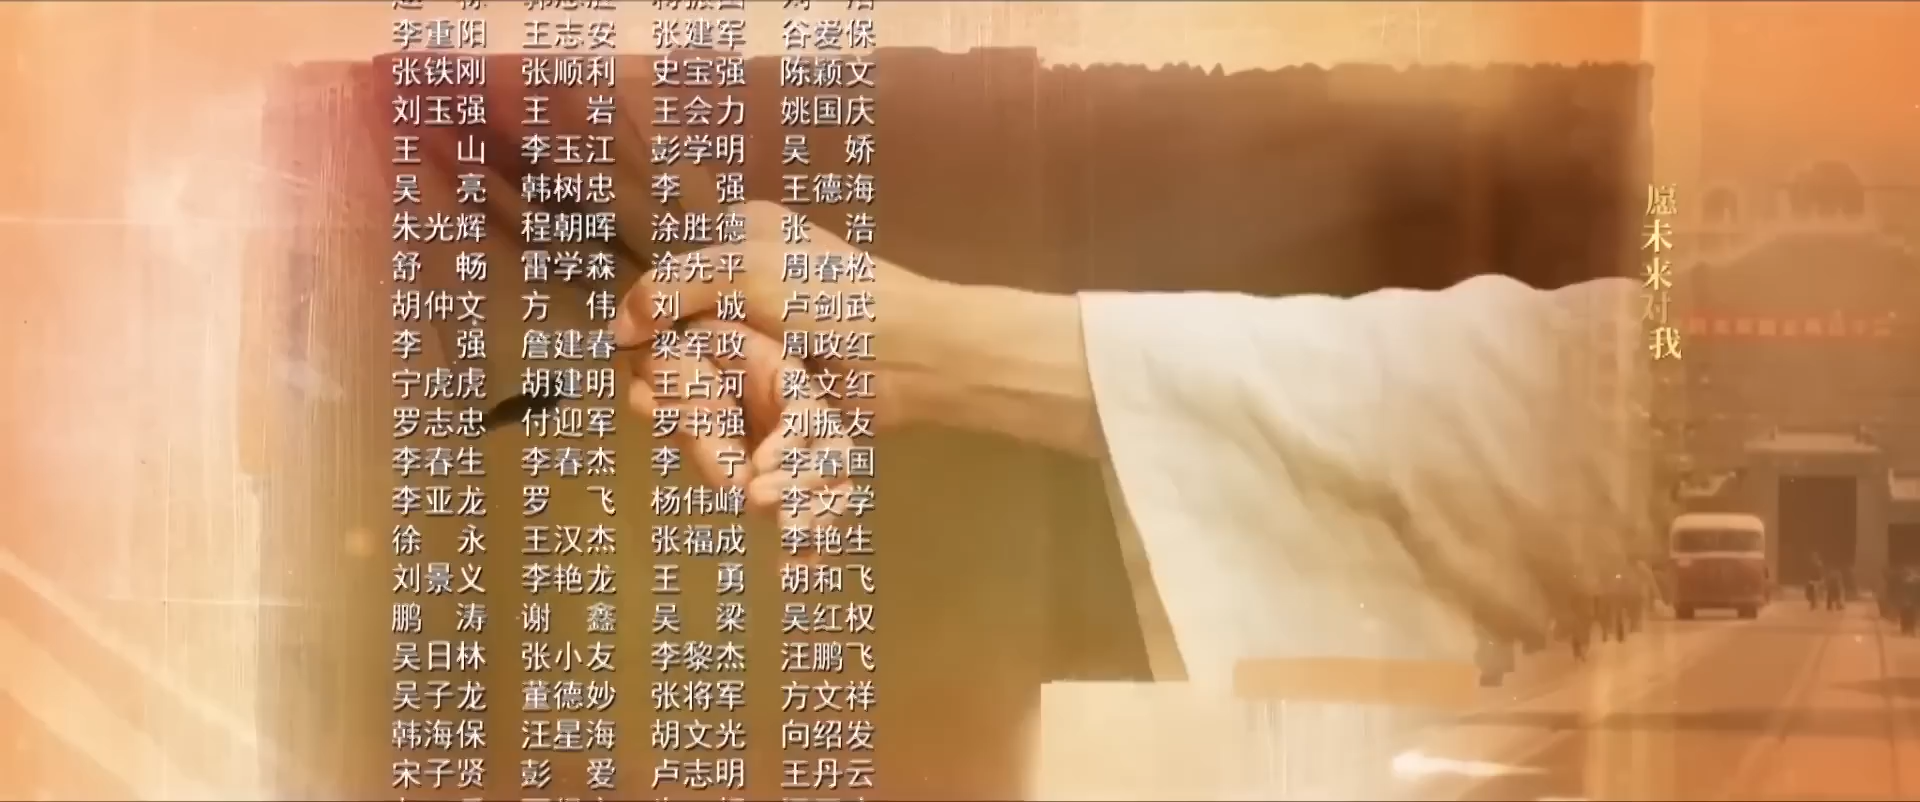 李重阳 王志安 张建军 谷爱保
张铁刚 张顺利 史宝强 陈颖文
刘玉强 王岩 王会力 姚国庆
王山 李玉江 彭学明 吴娇
吴亮 韩树忠 李强 王德海
朱光辉 程朝晖 涂胜德 张浩
舒畅 雷学森 涂先平 周春松
胡仲文 方伟 刘诚 卢剑武
李强 詹建春 梁军政 周政红
宁虎虎 胡建明 王占河 梁文红
罗志忠 付迎军 罗书强 刘振友
李春生 李春杰 李宁 李春国
李亚龙 罗飞 杨伟峰 李文学
徐永 王汉杰 张福成 李艳生
刘景义 李艳龙 王勇 胡和飞
鹏涛 谢鑫 吴梁 吴红权
吴日林 张小友 李黎杰 汪鹏飞
吴子龙 董德妙 张将军 方文祥
韩海保 汪星海 胡文光 向绍发
宋子贤 彭爱 卢志明 王丹云
愿未来对我